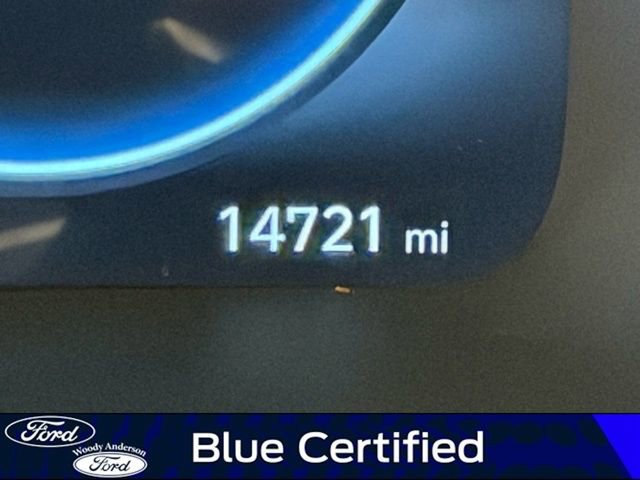 14721 mi
Ford
Woody Anderson
Ford
Blue Certified